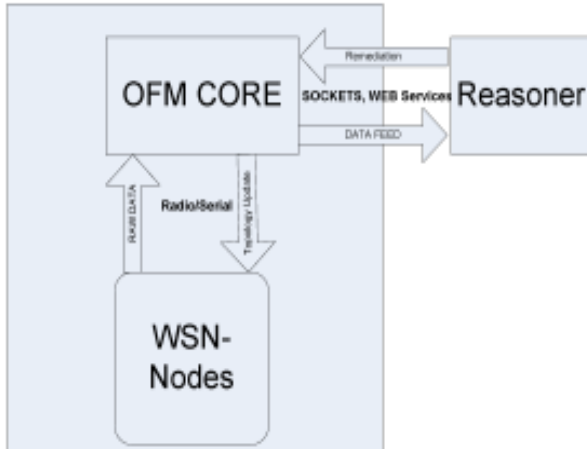 Remediation
OFM CORE
SOCKETS, WEB Services
Reasoner
DATA FEED
RAW DATA
Radio/Serial
Topology Update
WSN-
Nodes